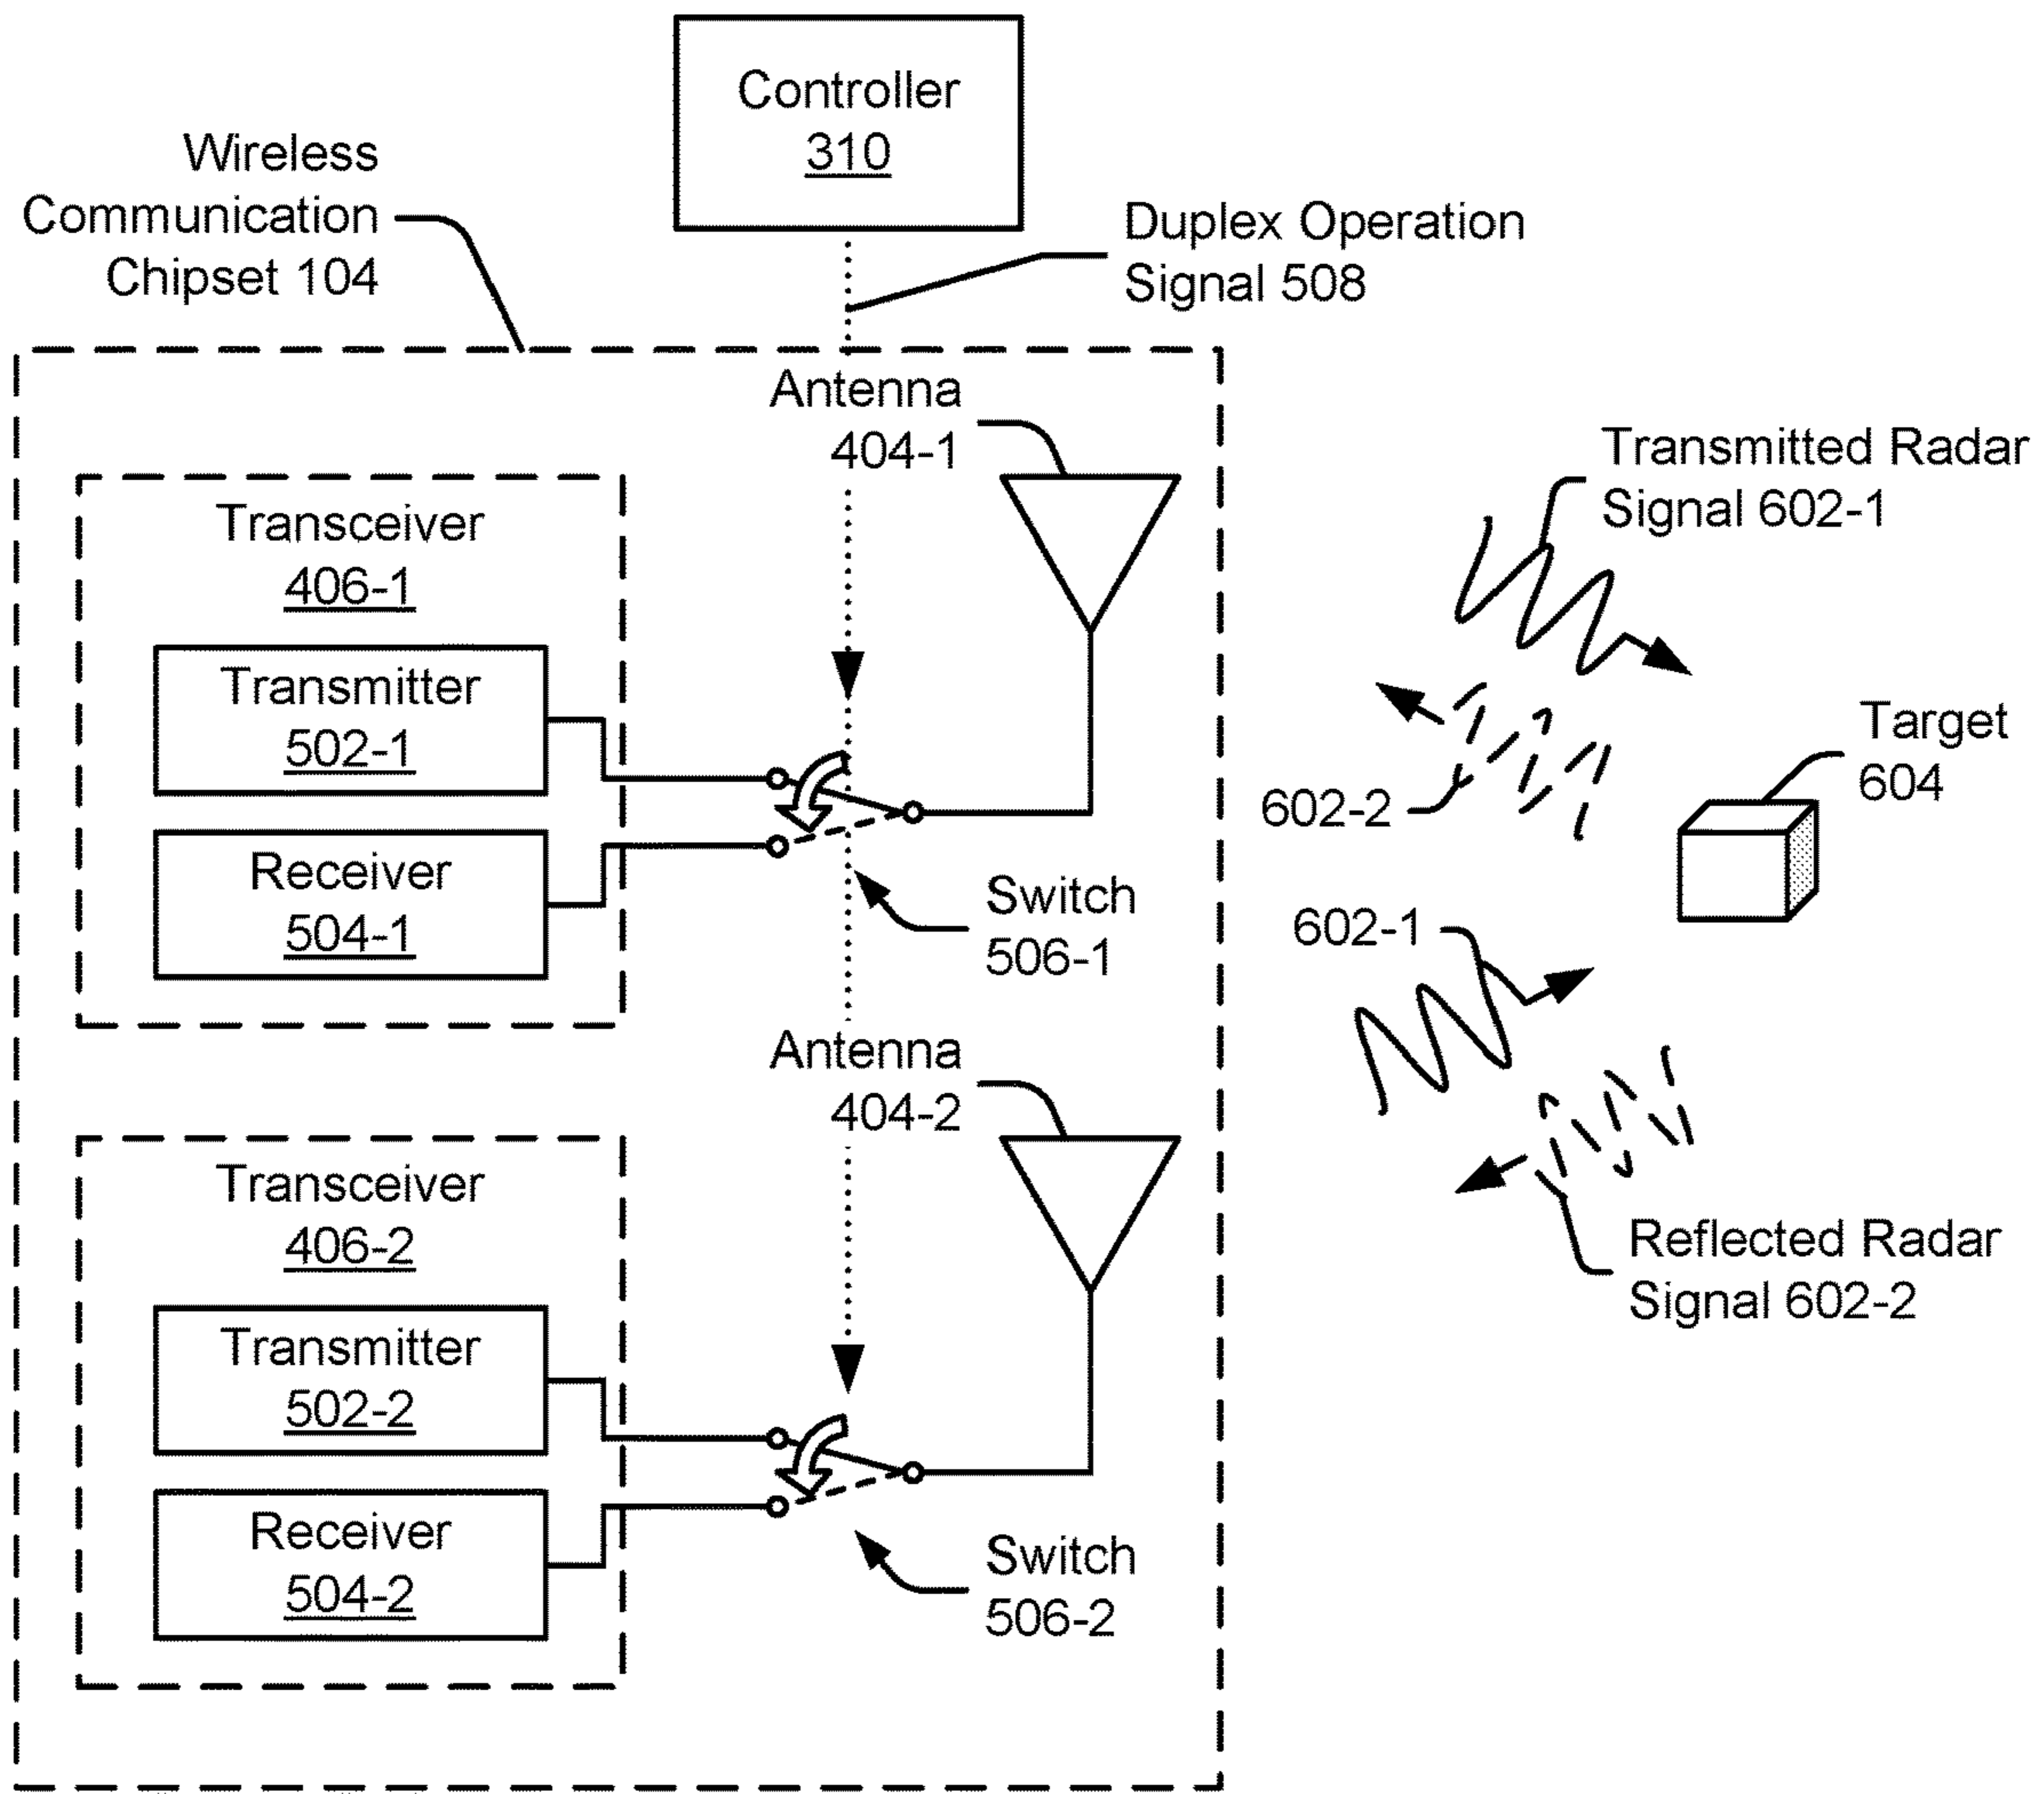 Controller
310
Wireless
Communication
Chipset 104
Duplex Operation
Signal 508
Antenna
404-1
Transmitted Radar
Signal 602-1
Transceiver
406-1
Transmitter
502-1
Receiver
504-1
Switch
506-1
602-2
Target
604
602-1
Antenna
404-2
Transceiver
406-2
Transmitter
502-2
Receiver
504-2
Switch
506-2
Reflected Radar
Signal 602-2